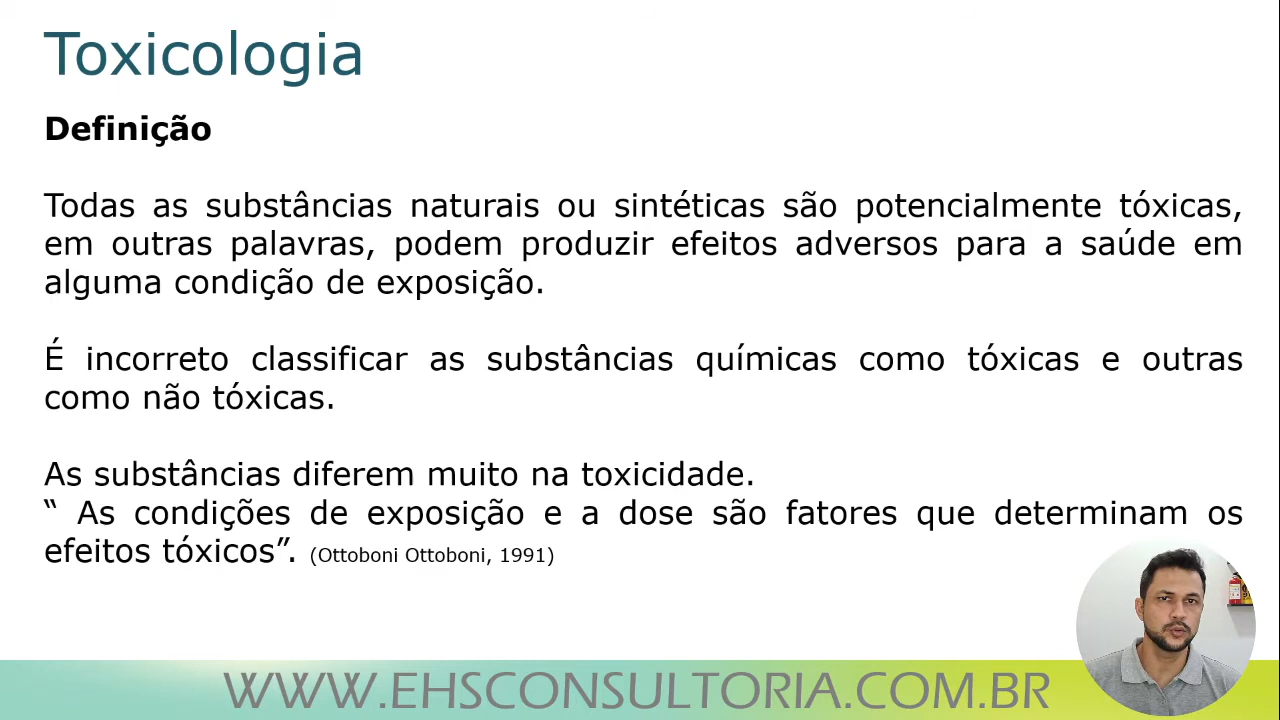 Toxicologia
Definição
Todas as substâncias naturais ou sintéticas são potencialmente tóxicas,
em outras palavras, podem produzir efeitos adversos para a saúde em
alguma condição de exposição.
É incorreto classificar as substâncias químicas como tóxicas e outras
como não tóxicas.
As substâncias diferem muito na toxicidade.
“ As condições de exposição e a dose são fatores que determinam os
efeitos tóxicos”. (Ottoboni Ottoboni, 1991)
WWW.EHSCONSULTORIA.COM.BR